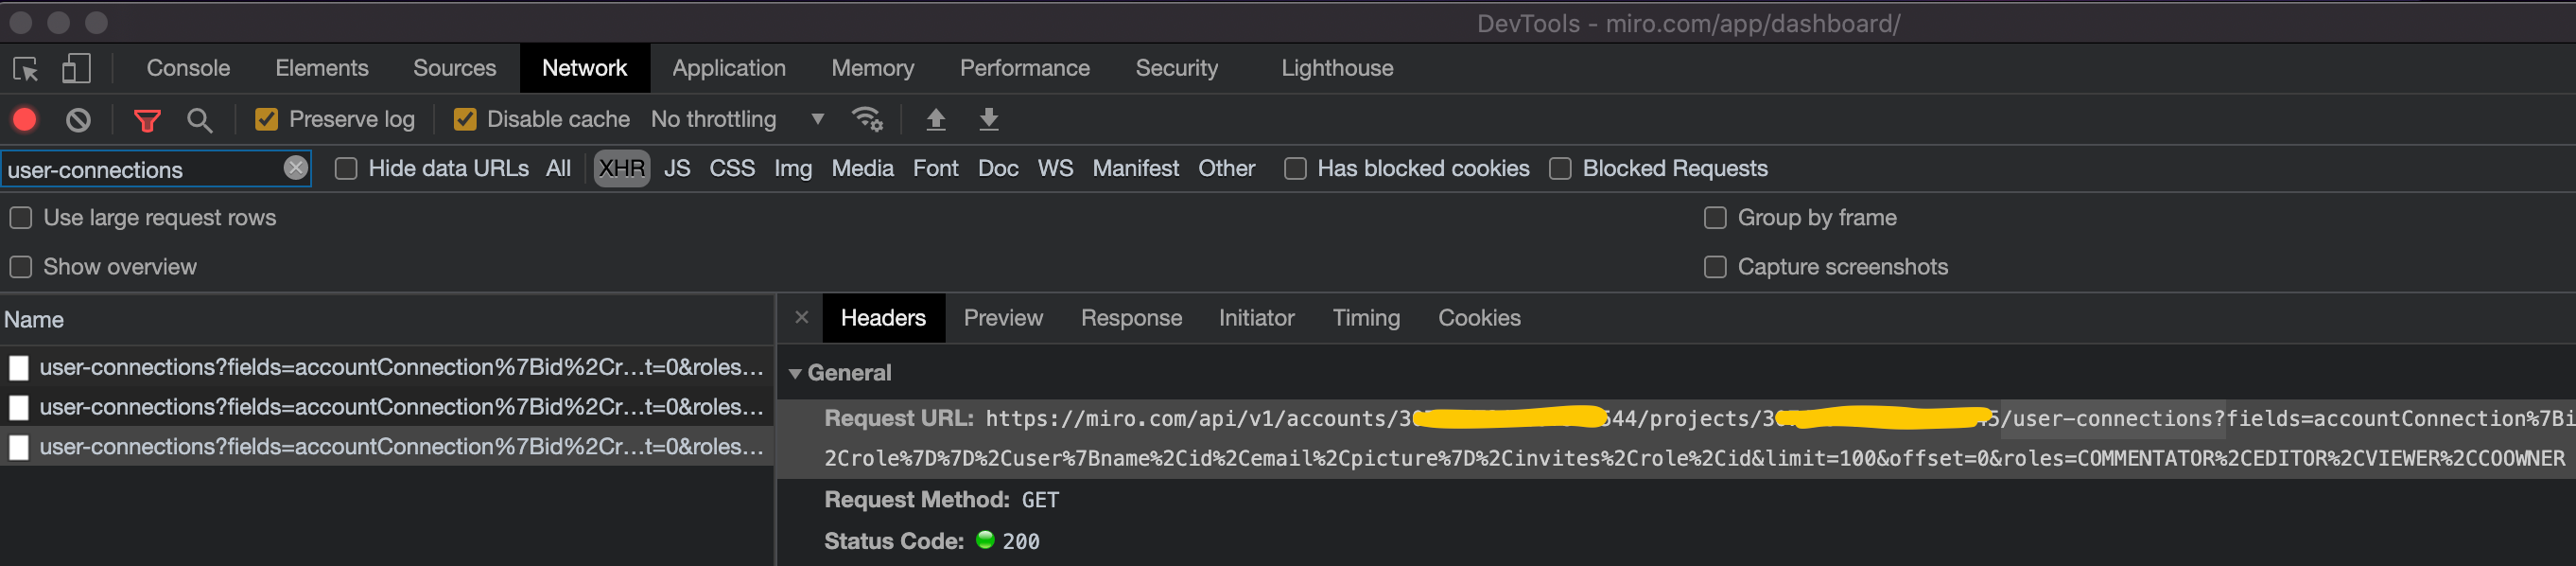 DevTools - miro.com/app/dashboard/
Console Elements Sources Network Application Memory Performance Security Lighthouse
Preserve log Disable cache No throttling
user-connections Hide data URLs All XHR JS CSS Img Media Font Doc WS Manifest Other Has blocked cookies Blocked Requests
Use large request rows Group by frame
Show overview Capture screenshots
Name
Headers Preview Response Initiator Timing Cookies
user-connections?fields=accountConnection%7Bid%2Cr…t=0&roles…
user-connections?fields=accountConnection%7Bid%2Cr…t=0&roles…
user-connections?fields=accountConnection%7Bid%2Cr…t=0&roles…
General
Request URL: https://miro.com/api/v1/accounts/3 544/projects/3 5/user-connections?fields=accountConnection%7Bi
2Crole%7D%7D%2Cuser%7Bname%2Cid%2Cemail%2Cpicture%7D%2Cinvites%2Crole%2Cid&limit=100&offset=0&roles=COMMENTATOR%2CEDITOR%2CVIEWER%2CCOOWNER
Request Method: GET
Status Code: 200